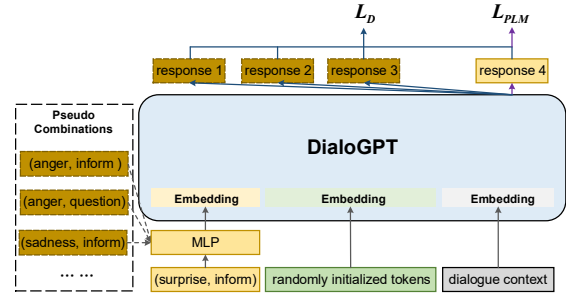 L_D L_PLM
response 1 response 2 response 3 response 4
Pseudo
Combinations
DialoGPT
(anger, inform )
(anger, question)
(sadness, inform)
... ...
Embedding Embedding Embedding
MLP
(surprise, inform) randomly initialized tokens dialogue context